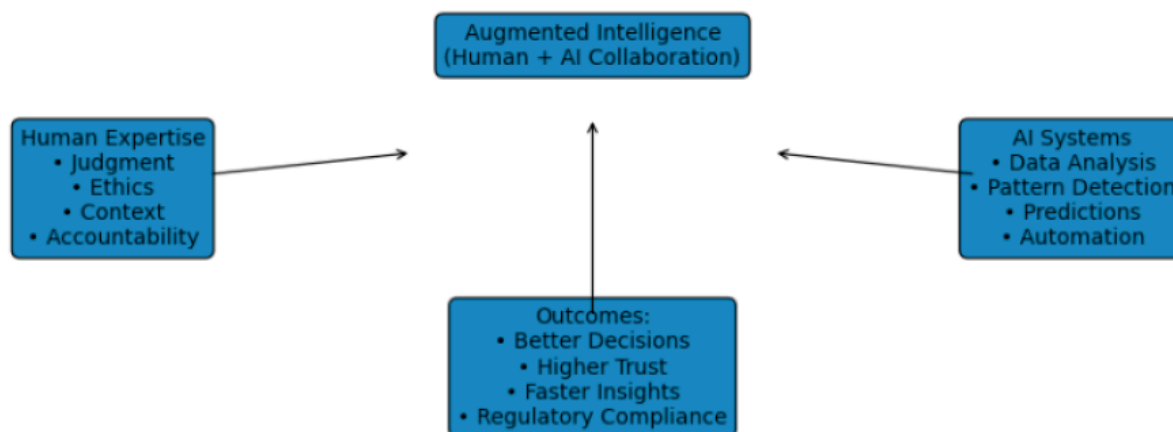 Augmented Intelligence
(Human + AI Collaboration)
Human Expertise
• Judgment
• Ethics
• Context
• Accountability
AI Systems
• Data Analysis
• Pattern Detection
• Predictions
• Automation
Outcomes:
• Better Decisions
• Higher Trust
• Faster Insights
• Regulatory Compliance